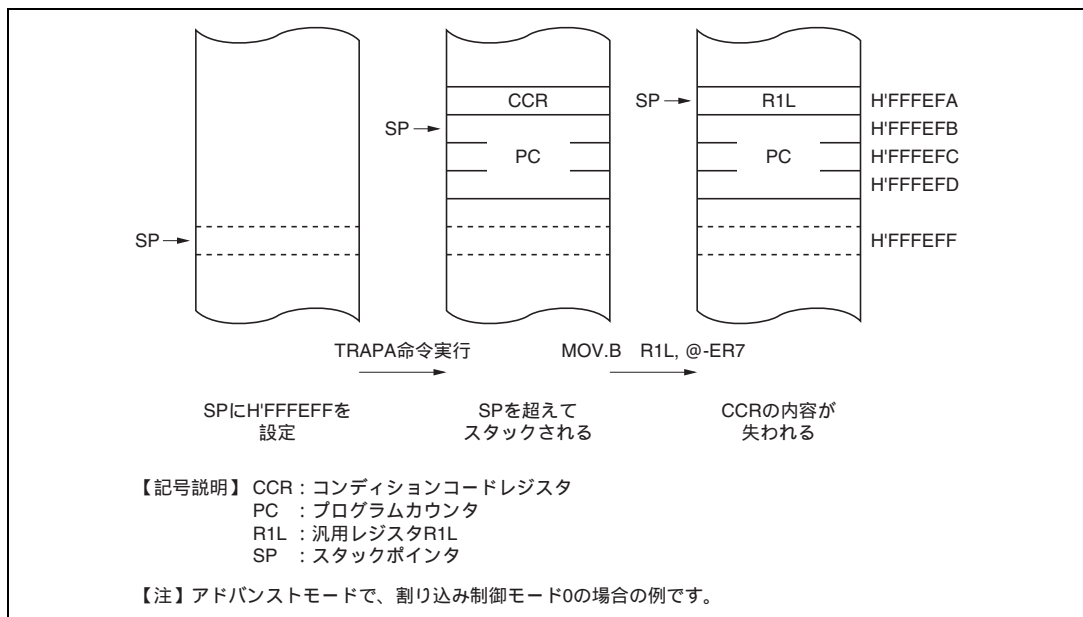 CCR SP R1L H'FFFEFA
SP H'FFFEFB
PC PC H'FFFEFC
H'FFFEFD
SP H'FFFEFF
TRAPA命令実行 MOV.B R1L, @-ER7
SPにH'FFFEFFを
設定
SPを超えて
スタックされる
CCRの内容が
失われる
【記号説明】 CCR：コンディションコードレジスタ
PC ：プログラムカウンタ
R1L ：汎用レジスタR1L
SP ：スタックポインタ
【注】アドバンストモードで、割り込み制御モード0の場合の例です。